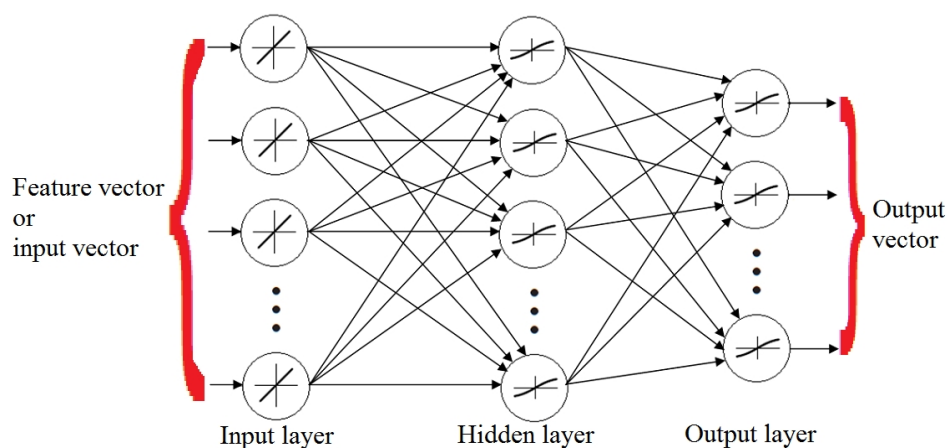 Feature vector
or
input vector
Input layer
Hidden layer
Output layer
Output
vector